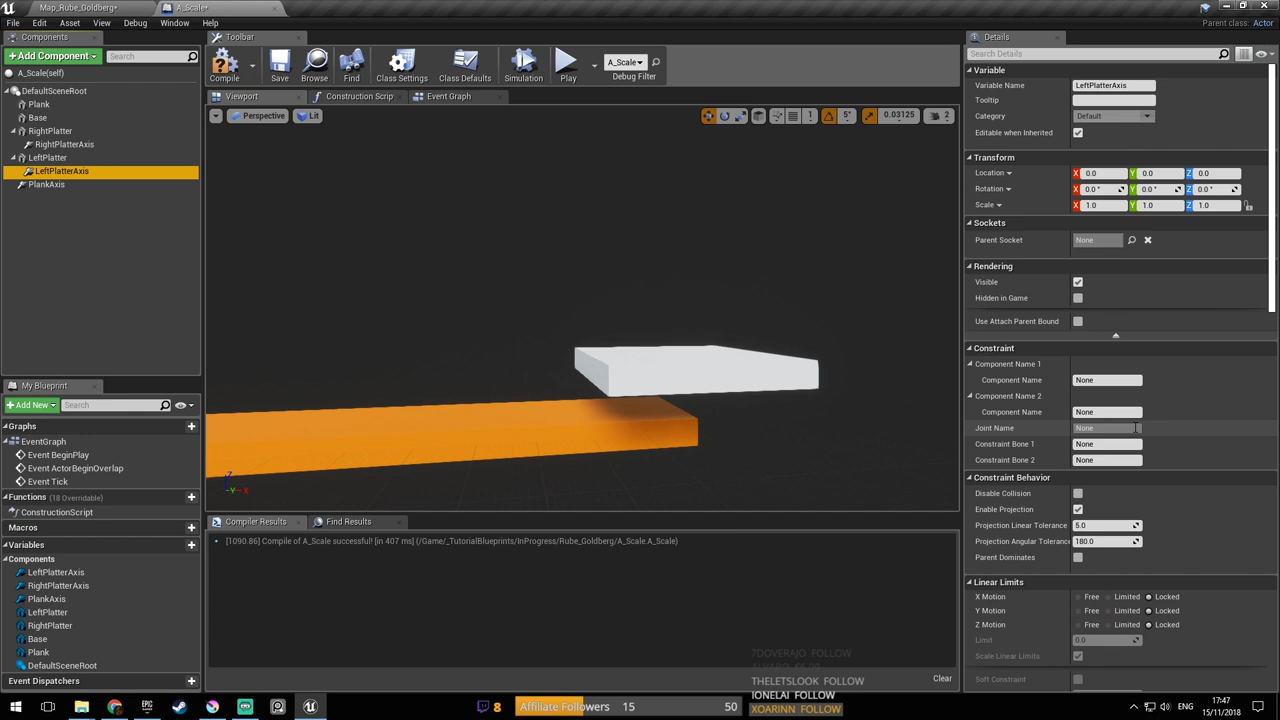 Map_Rube_Goldberg*
A_Scale*
File Edit Asset View Debug Window Help
Parent class: Actor
Components
+Add Component
Search
A_Scale(self)
DefaultSceneRoot
Plank
Base
RightPlatter
RightPlatterAxis
LeftPlatter
LeftPlatterAxis
PlankAxis
My Blueprint
+Add New
Search
Graphs
EventGraph
Event BeginPlay
Event ActorBeginOverlap
Event Tick
Functions (18 Overridable)
ConstructionScript
Macros
Variables
Components
LeftPlatterAxis
RightPlatterAxis
PlankAxis
LeftPlatter
RightPlatter
Base
Plank
DefaultSceneRoot
Event Dispatchers
Toolbar
Compile Save Browse Find Class Settings Class Defaults Simulation Play
A_Scale
Debug Filter
Viewport Construction Scrip Event Graph
Perspective Lit
5° 0.03125 2
Z
Y X
Compiler Results Find Results
[1090.86] Compile of A_Scale successful! [in 407 ms] (/Game/_TutorialBlueprints/InProgress/Rube_Goldberg/A_Scale.A_Scale)
Clear
Details
Search Details
Variable
Variable Name LeftPlatterAxis
Tooltip
Category Default
Editable when Inherited
Transform
Location X 0.0 Y 0.0 Z 0.0
Rotation X 0.0 ° Y 0.0 ° Z 0.0 °
Scale X 1.0 Y 1.0 Z 1.0
Sockets
Parent Socket None
Rendering
Visible
Hidden in Game
Use Attach Parent Bound
Constraint
Component Name 1
Component Name None
Component Name 2
Component Name None
Joint Name None
Constraint Bone 1 None
Constraint Bone 2 None
Constraint Behavior
Disable Collision
Enable Projection
Projection Linear Tolerance 5.0
Projection Angular Tolerance 180.0
Parent Dominates
Linear Limits
X Motion Free Limited Locked
Y Motion Free Limited Locked
Z Motion Free Limited Locked
Limit 0.0
Scale Linear Limits
Soft Constraint
7DOVERAJO FOLLOW
THELETSLOOK FOLLOW
IONELAI FOLLOW
XOARINN FOLLOW
8 Affiliate Followers 15 50
ENG
17:47
15/11/2018